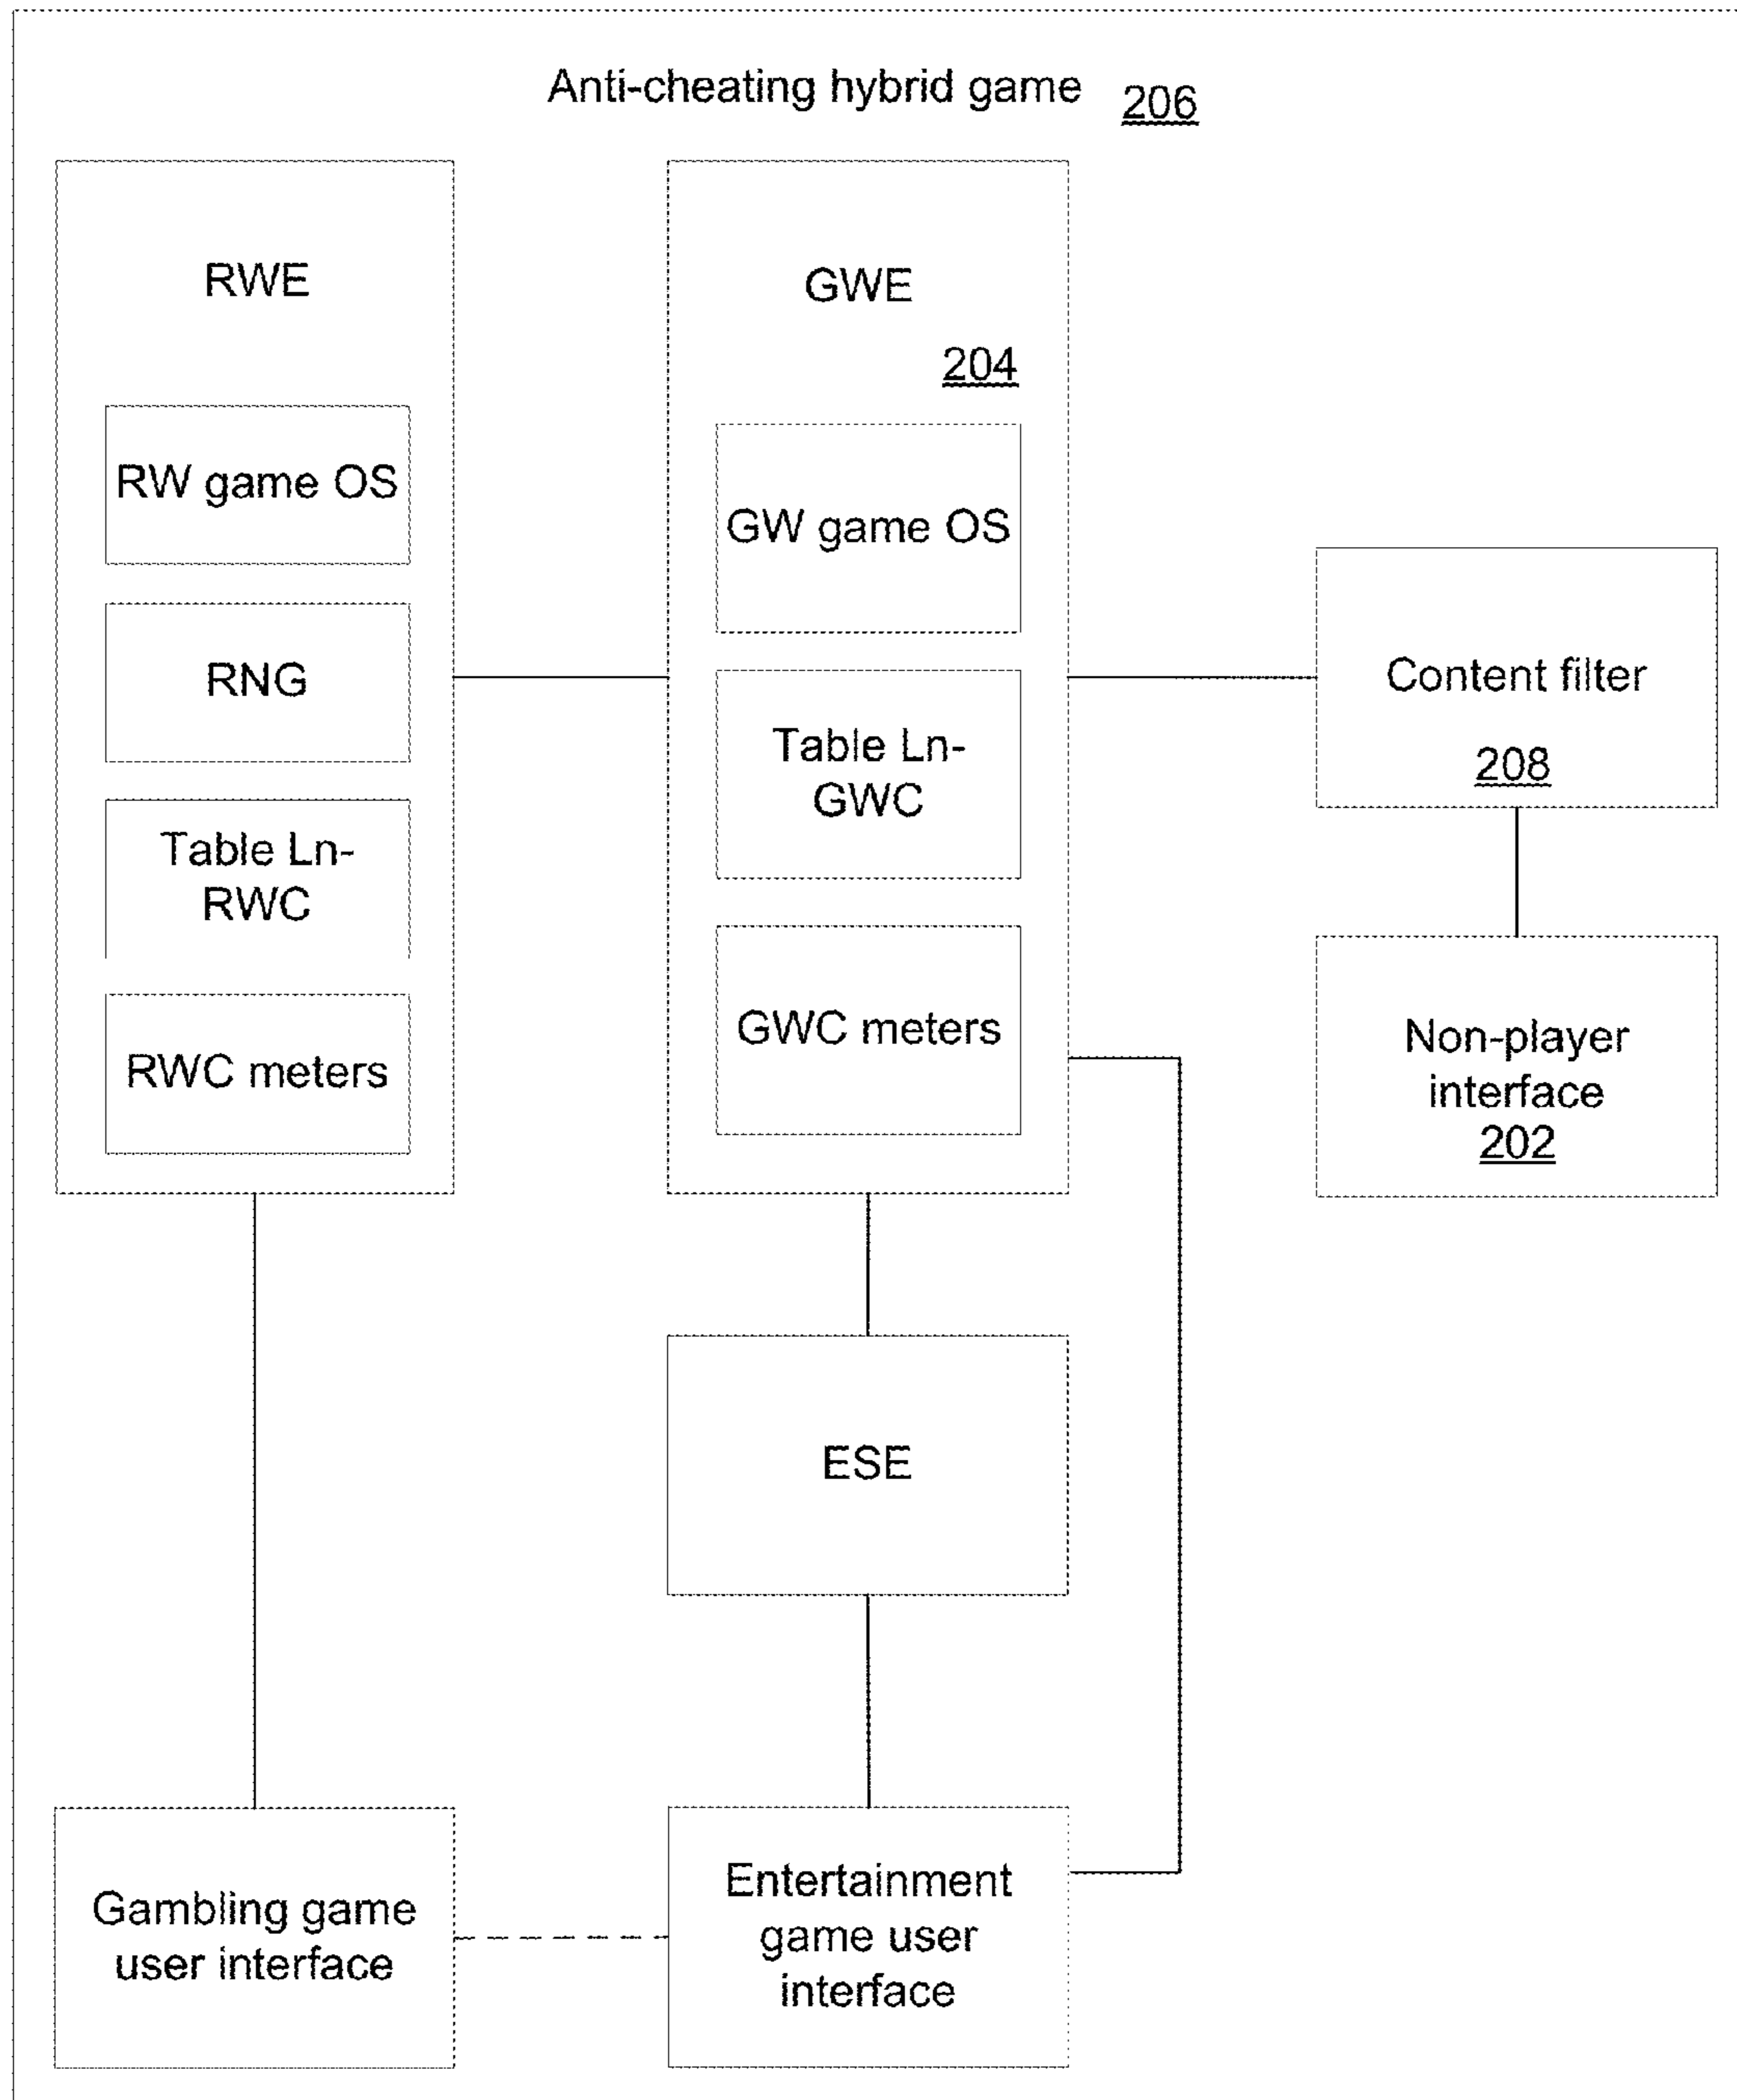 Anti-cheating hybrid game 206
RWE
RW game OS
RNG
Table Ln-
RWC
RWC meters
GWE
204
GW game OS
Table Ln-
GWC
GWC meters
Content filter
208
Non-player
interface
202
ESE
Gambling game
user interface
Entertainment
game user
interface